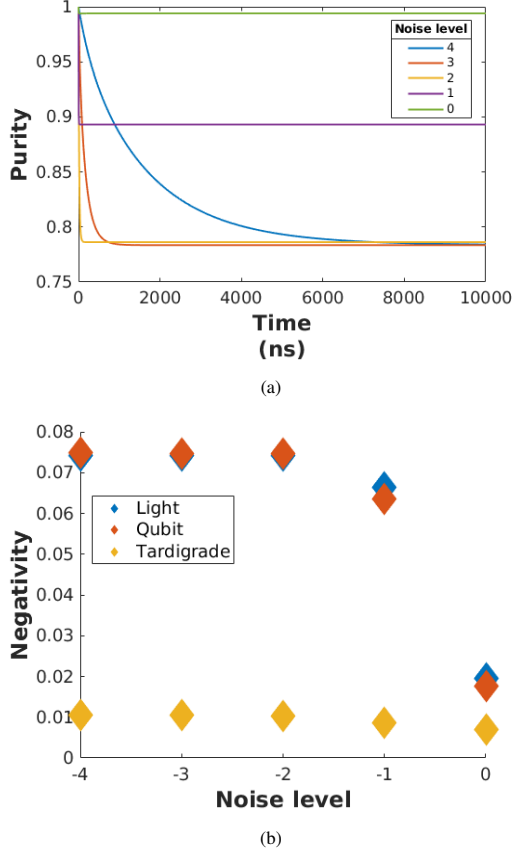 1
0.95
0.9
0.85
0.8
0.75
Purity
Noise level
4
3
2
1
0
0 2000 4000 6000 8000 10000
Time
(ns)
(a)
0.08
0.07
0.06
0.05
0.04
0.03
0.02
0.01
0
Negativity
Light
Qubit
Tardigrade
-4 -3 -2 -1 0
Noise level
(b)